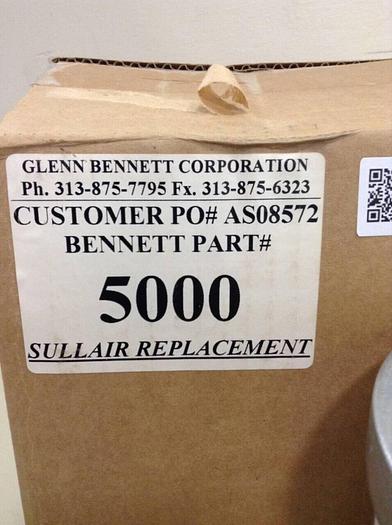 GLENN BENNETT CORPORATION
Ph. 313-875-7795 Fx. 313-875-6323
CUSTOMER PO# AS08572
BENNETT PART#
5000
SULLAIR REPLACEMENT